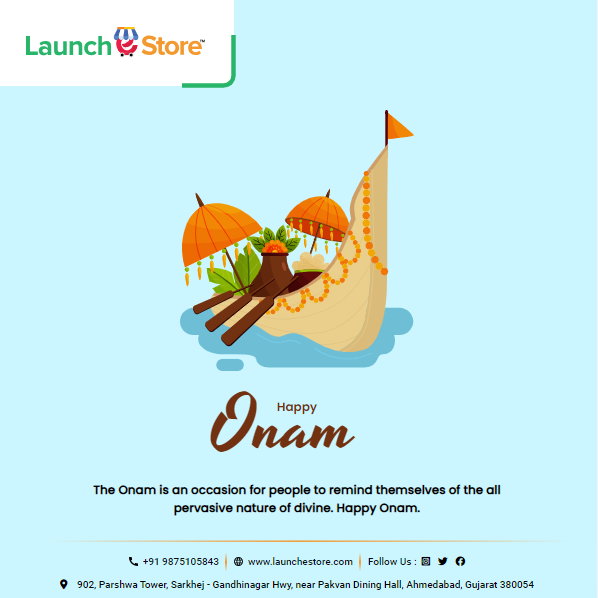 Launch Store™
Happy
Onam
The Onam is an occasion for people to remind themselves of the all
pervasive nature of divine. Happy Onam.
+91 9875105843 www.launchestore.com Follow Us :
902, Parshwa Tower, Sarkhej - Gandhinagar Hwy, near Pakvan Dining Hall, Ahmedabad, Gujarat 380054